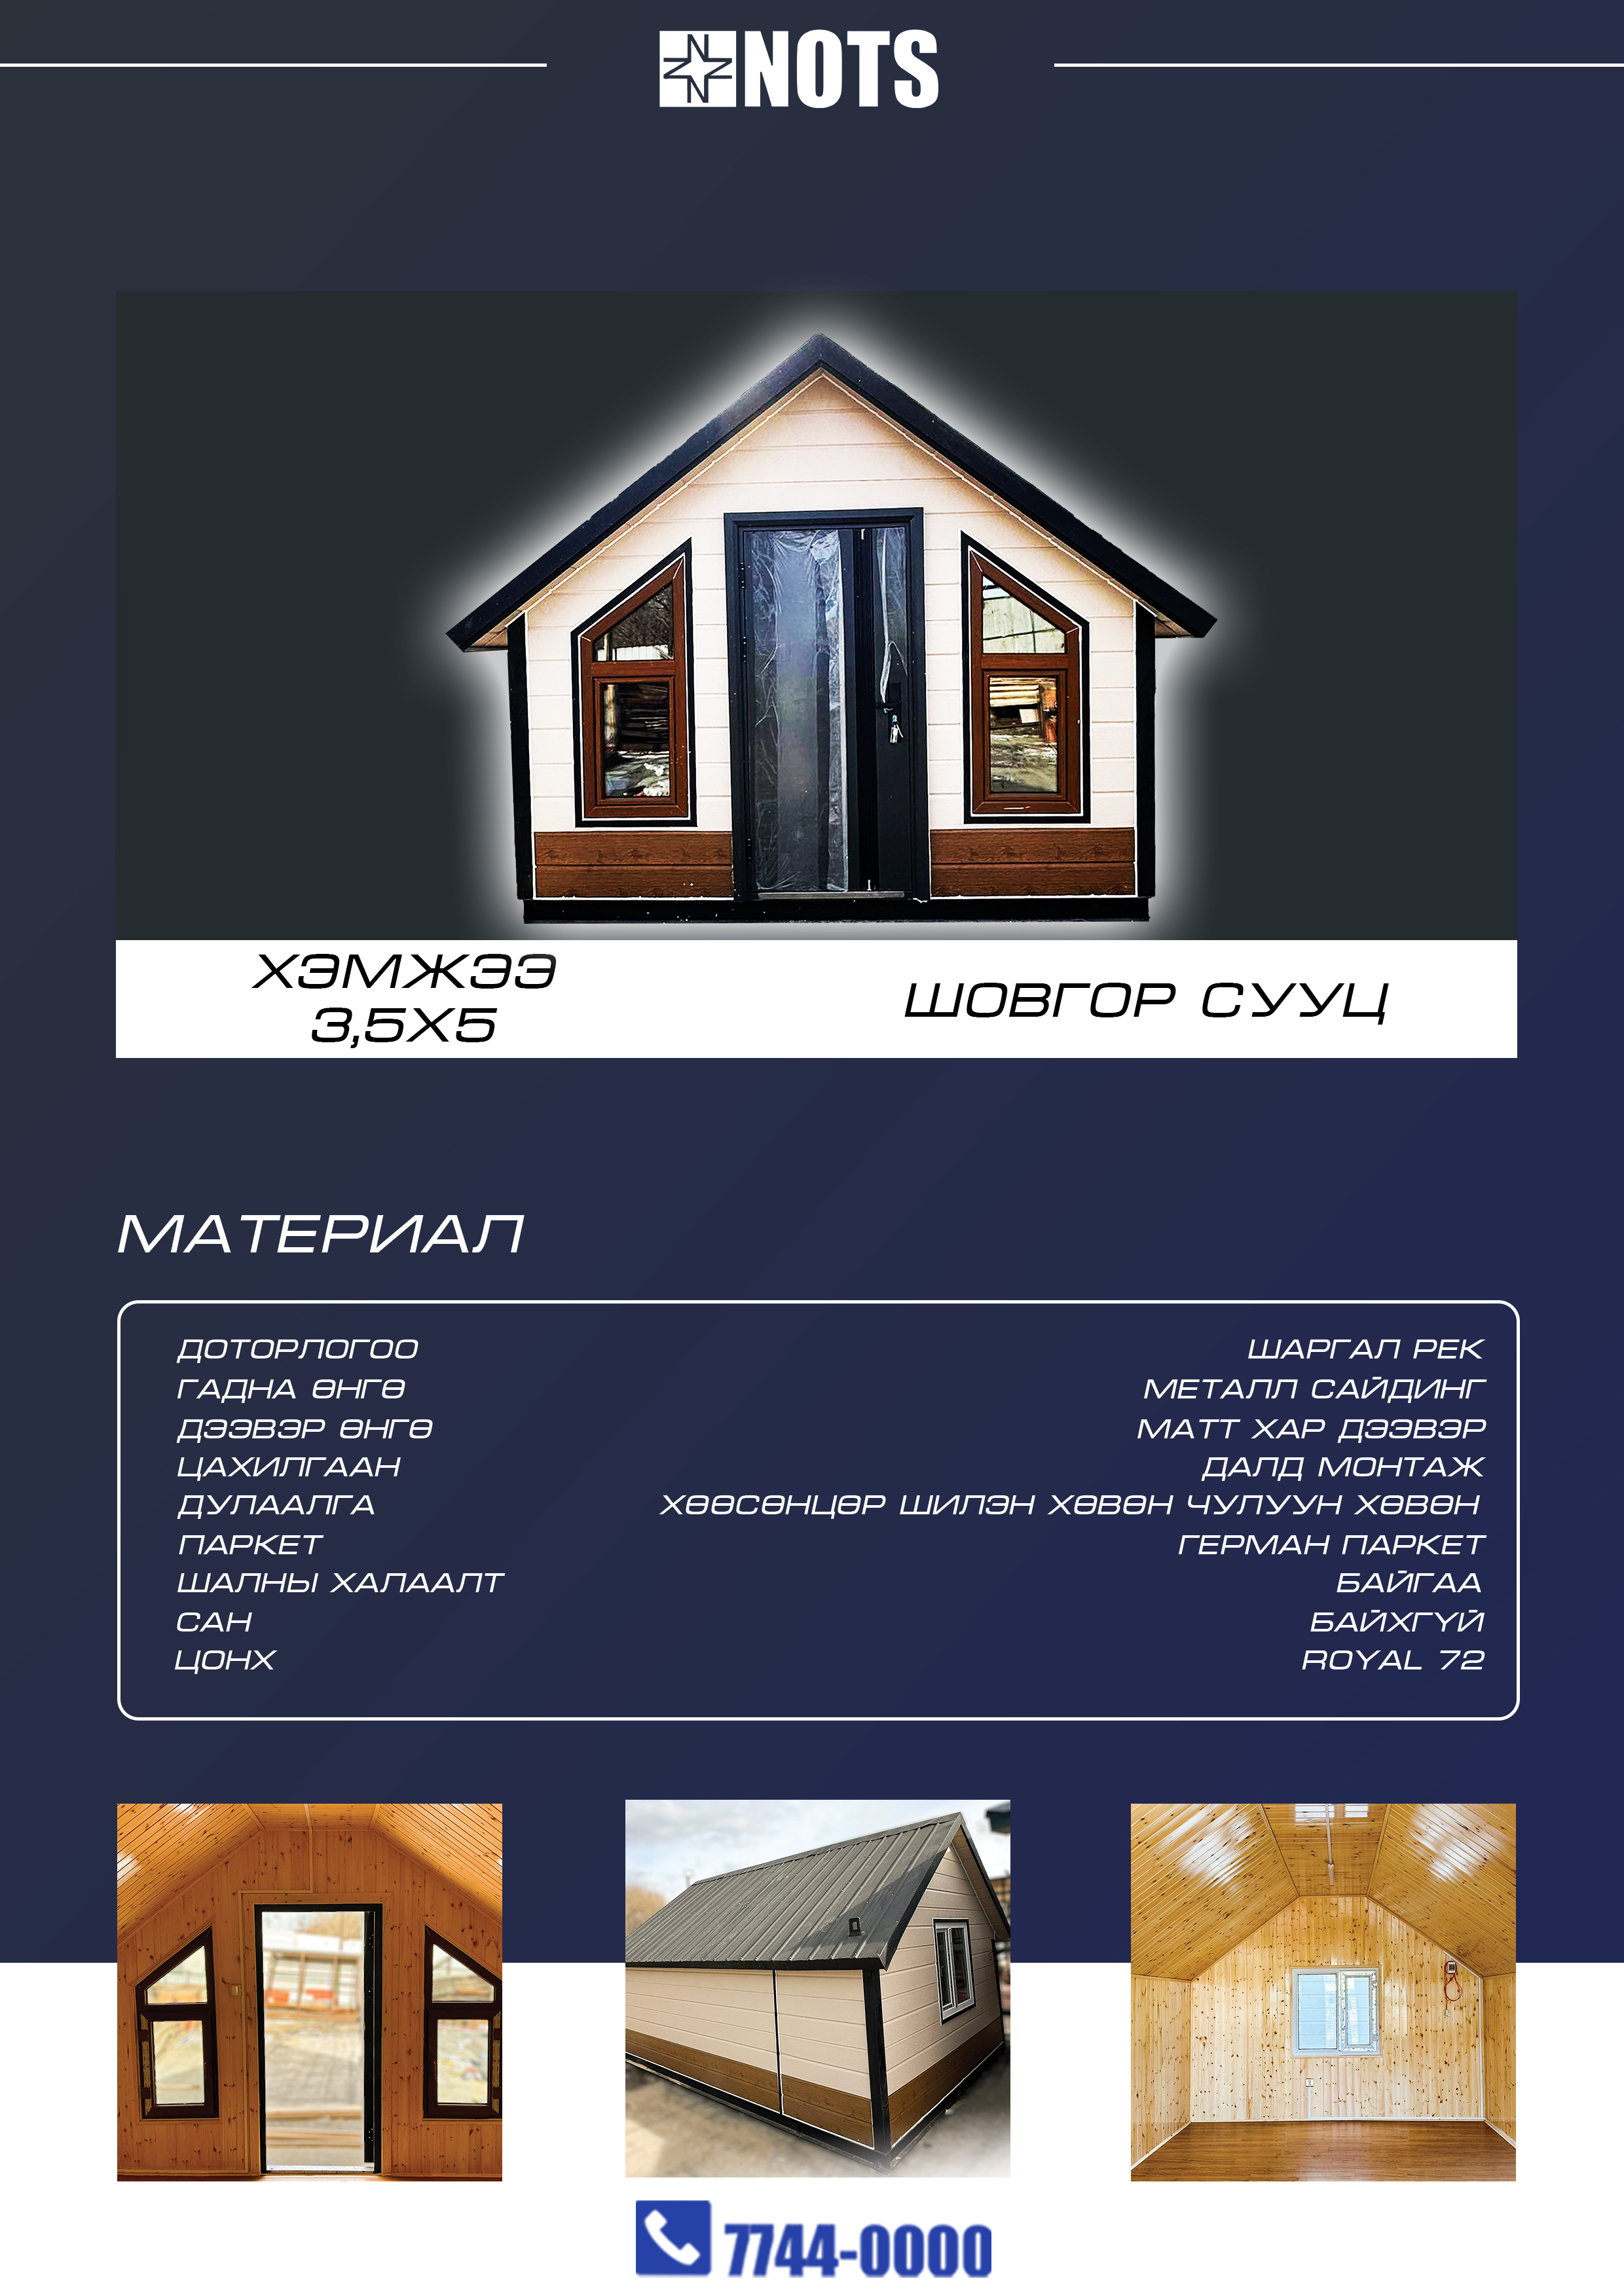 NOTS
ХЭМЖЭЭ
3,5X5
ШОВГОР СУУЦ
МАТЕРИАЛ
ДОТОРЛОГОО ШАРГАЛ РЕК
ГАДНА ӨНГӨ МЕТАЛЛ САЙДИНГ
ДЭЭВЭР ӨНГӨ МАТТ ХАР ДЭЭВЭР
ЦАХИЛГААН ДАЛД МОНТАЖ
ДУЛААЛГА ХӨӨСӨНЦӨР ШИЛЭН ХӨВӨН ЧУЛУУН ХӨВӨН
ПАРКЕТ ГЕРМАН ПАРКЕТ
ШАЛНЫ ХАЛААЛТ БАЙГАА
САН БАЙХГҮЙ
ЦОНХ ROYAL 72
7744-0000